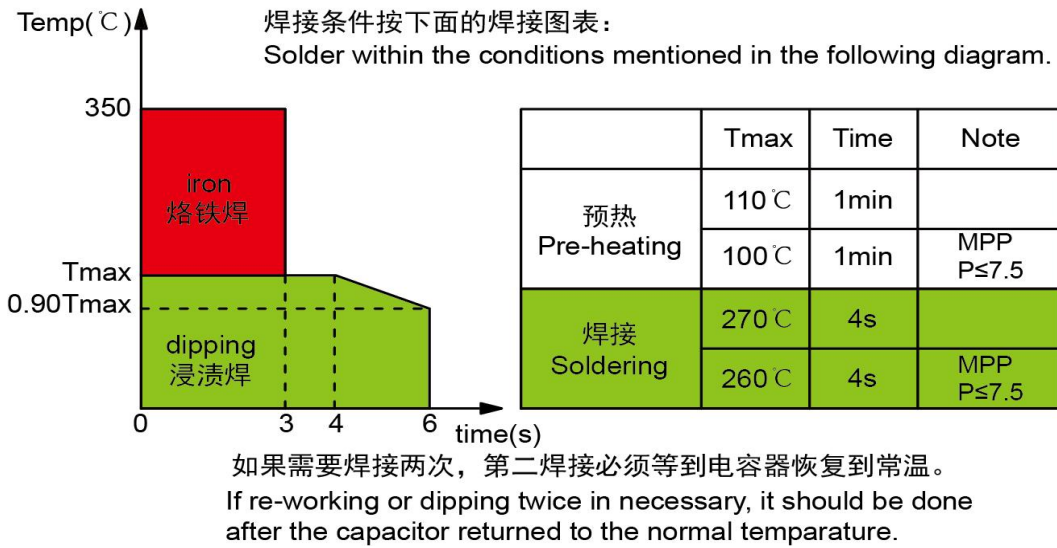 Temp(℃)
焊接条件按下面的焊接图表：
Solder within the conditions mentioned in the following diagram.
350
iron
烙铁焊
Tmax
0.90Tmax
dipping
浸渍焊
0 3 4 6 time(s)
Tmax Time Note
预热
Pre-heating
110℃ 1min
100℃ 1min MPP
P≤7.5
焊接
Soldering
270℃ 4s
260℃ 4s MPP
P≤7.5
如果需要焊接两次，第二焊接必须等到电容器恢复到常温。
If re-working or dipping twice in necessary, it should be done
after the capacitor returned to the normal temparature.